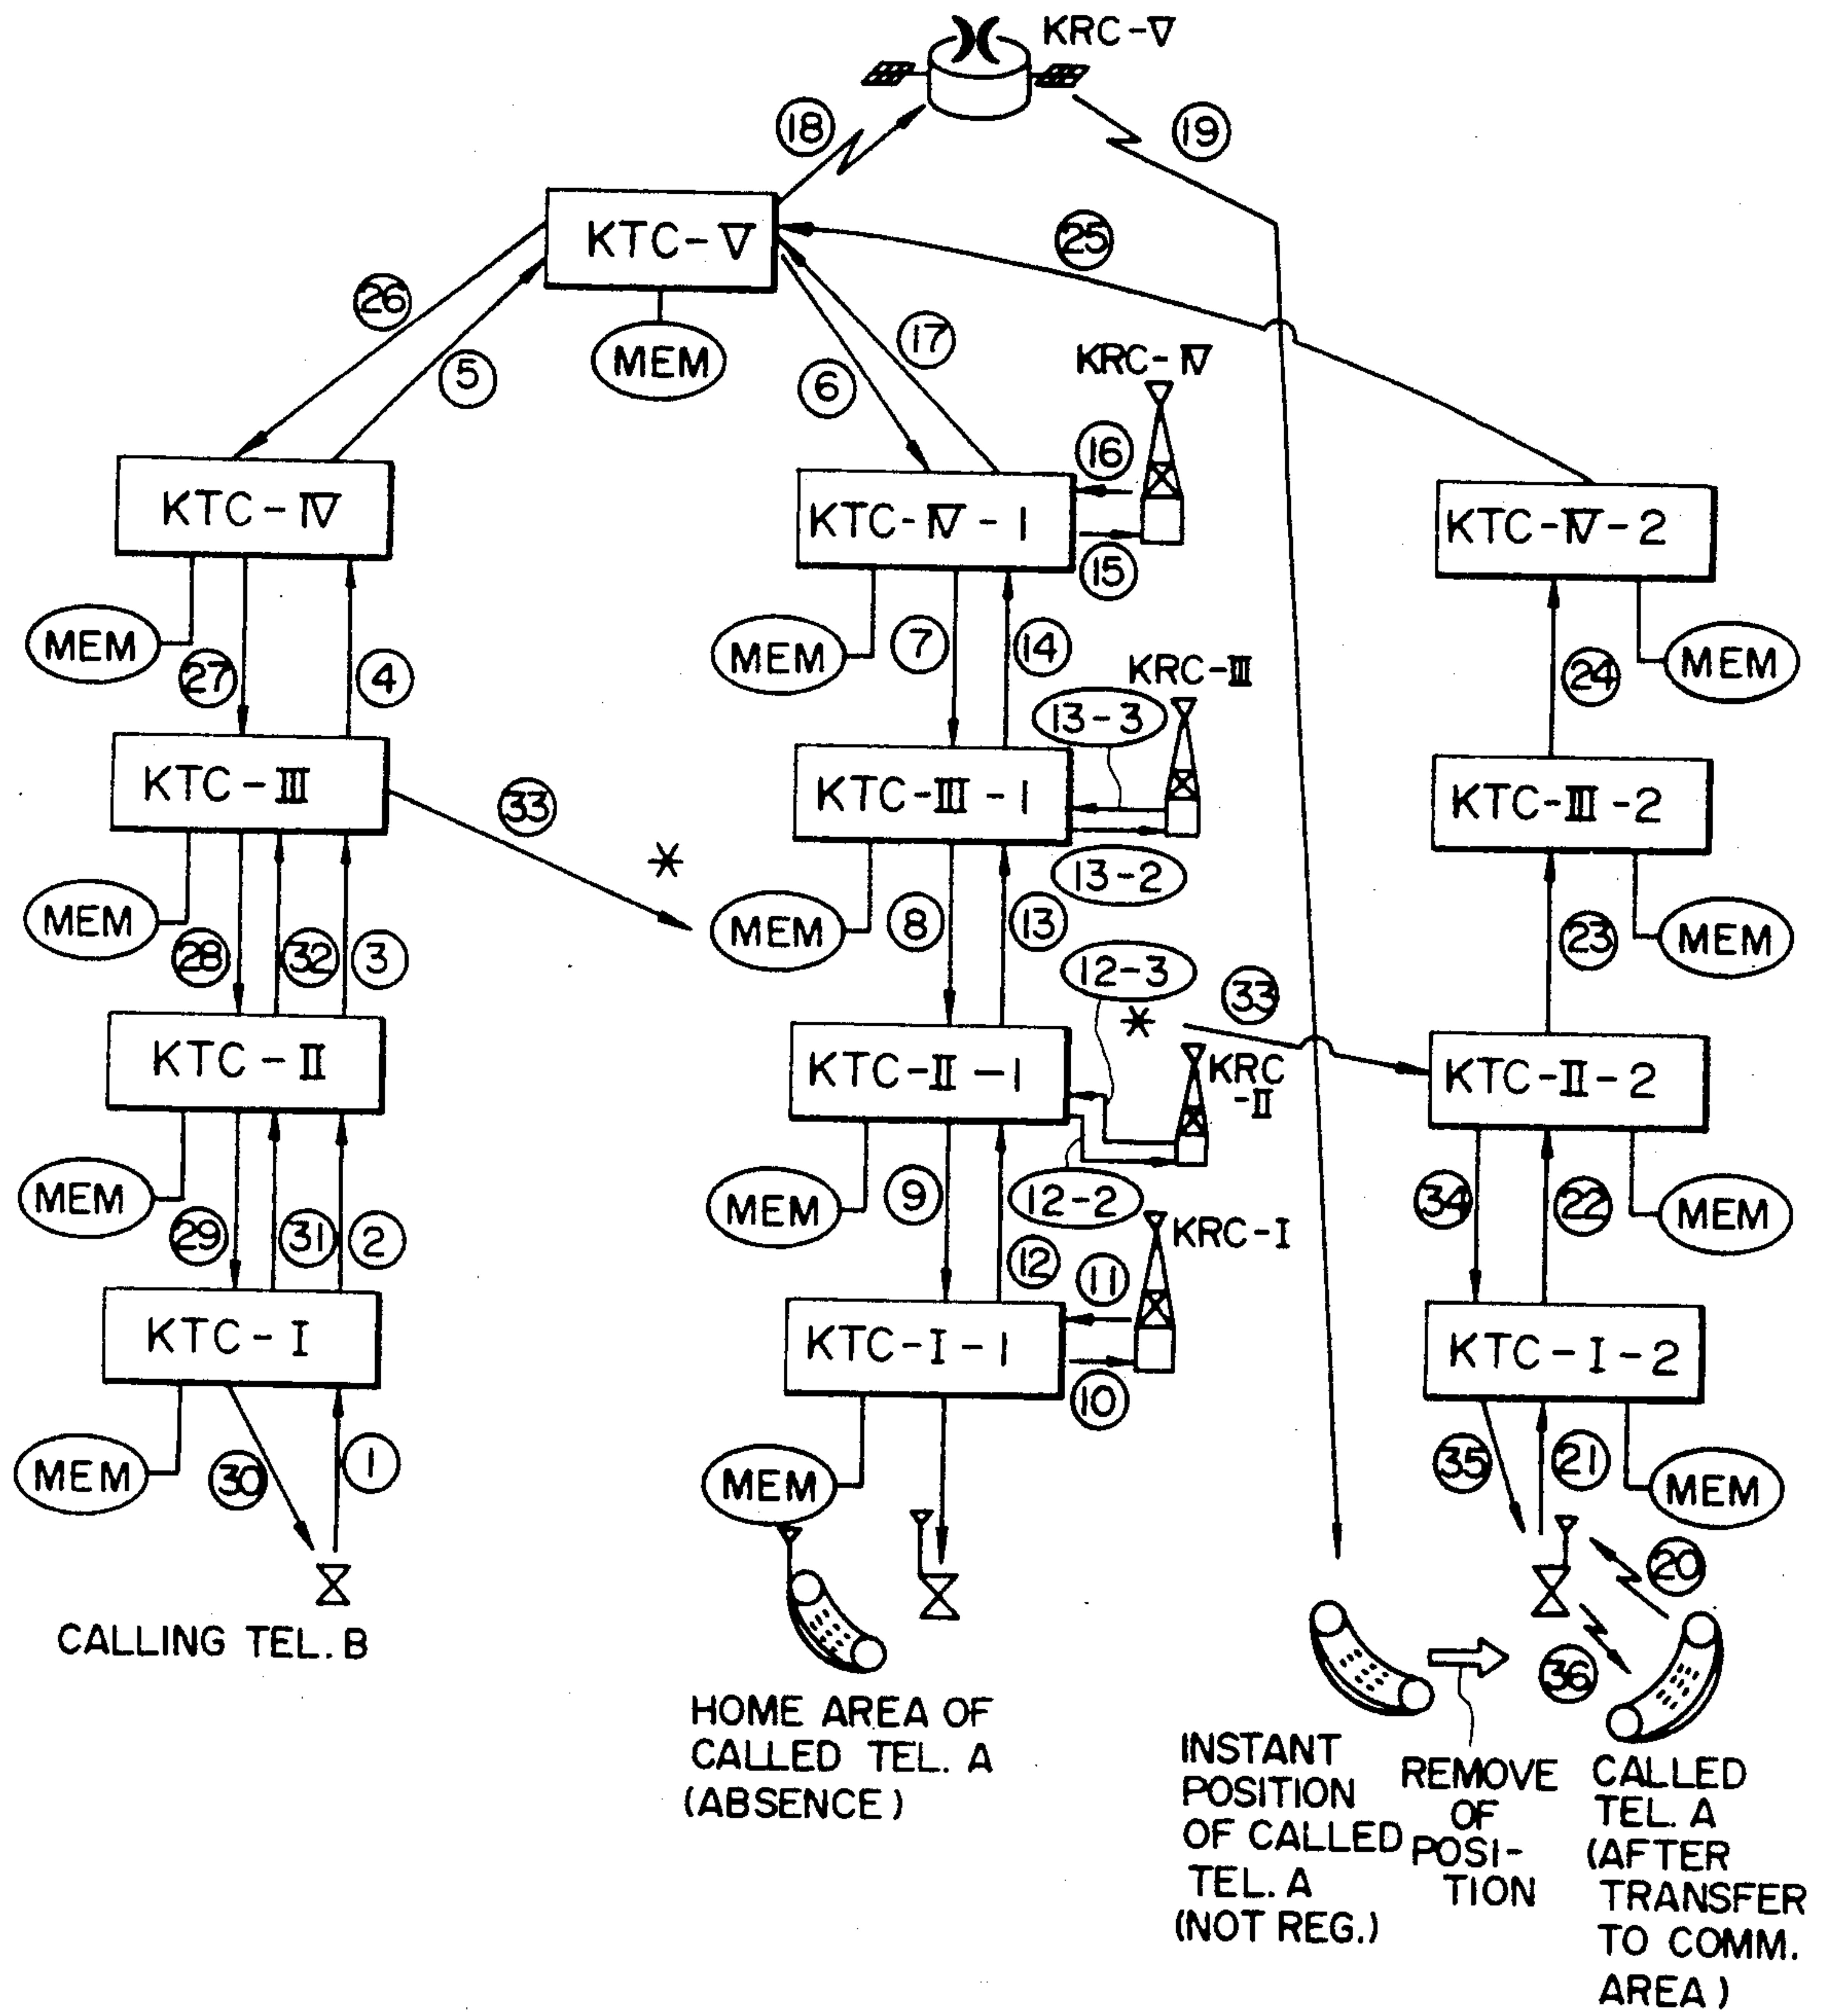 KRC-Ⅴ
⑱
⑲
KTC-Ⅴ
㉕
㉖
⑤
MEM
⑥
⑰
KRC-Ⅳ
⑯
KTC-Ⅳ
KTC-Ⅳ-1
⑮
KTC-Ⅳ-2
MEM
㉗
④
MEM
⑦
⑭
KRC-Ⅲ
13-3
㉔
MEM
KTC-Ⅲ
㉝
*
KTC-Ⅲ-1
13-2
KTC-Ⅲ-2
MEM
㉘
㉜
③
MEM
⑧
⑬
12-3
*
㉝
㉓
MEM
KTC-Ⅱ
KTC-Ⅱ-1
KRC
-Ⅱ
KTC-Ⅱ-2
MEM
㉙
㉛
②
MEM
⑨
12-2
⑫
⑪
KRC-Ⅰ
㉞
㉒
MEM
KTC-Ⅰ
KTC-Ⅰ-1
⑩
KTC-Ⅰ-2
MEM
㉚
①
MEM
㉟
㉑
MEM
⑳
㊱
CALLING TEL. B
HOME AREA OF
CALLED TEL. A
(ABSENCE)
INSTANT
POSITION
OF CALLED
TEL. A
(NOT REG.)
REMOVE
OF
POSI-
TION
CALLED
TEL. A
(AFTER
TRANSFER
TO COMM.
AREA)